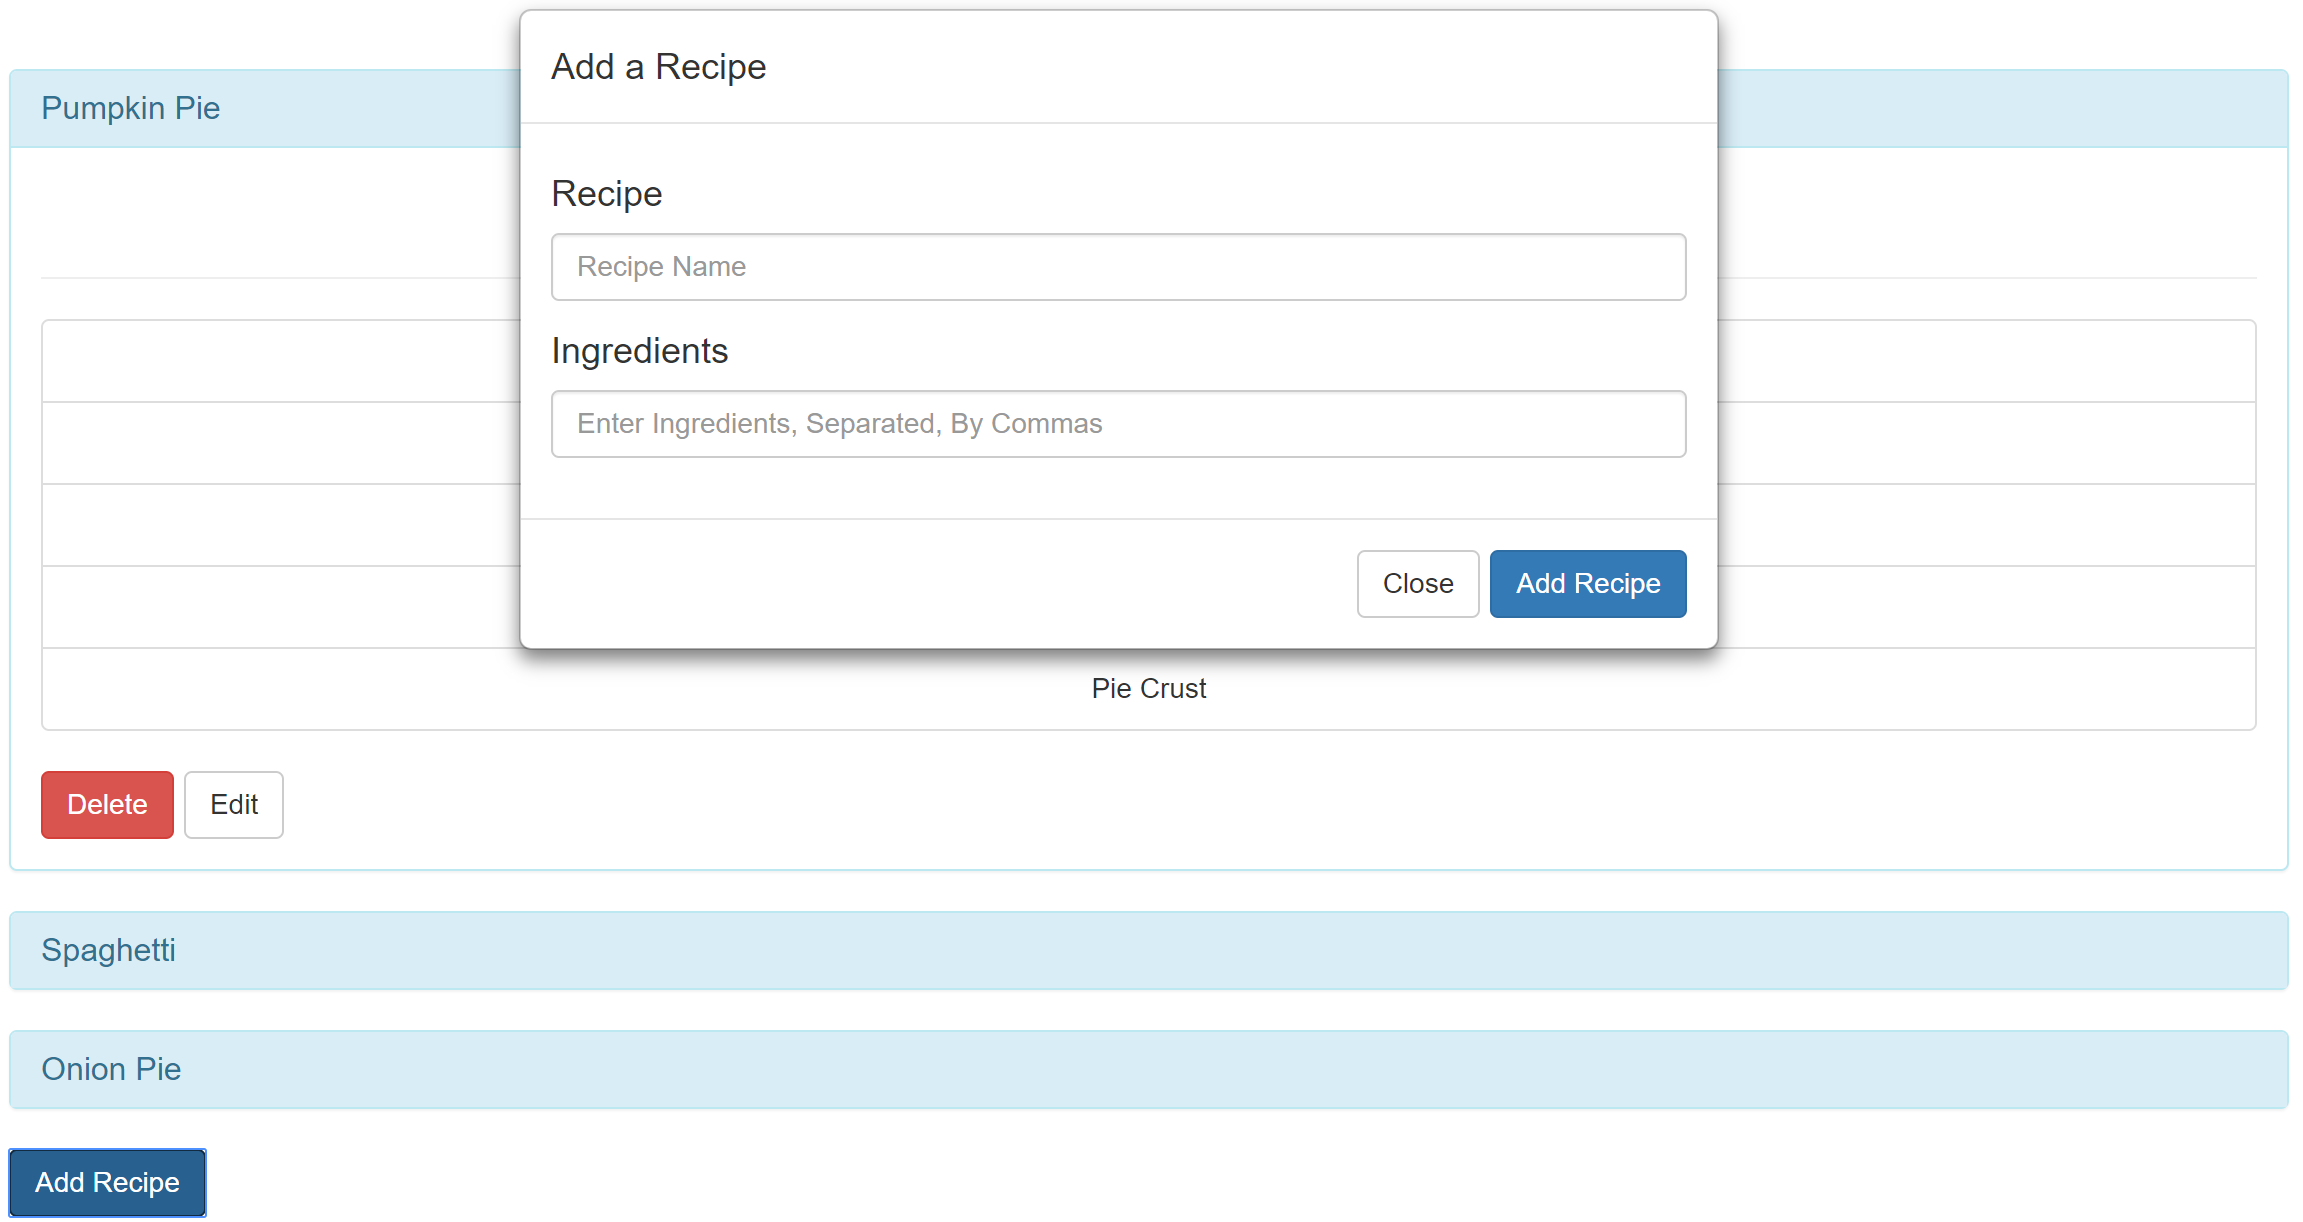 Add a Recipe
Pumpkin Pie
Recipe
Recipe Name
Ingredients
Enter Ingredients, Separated, By Commas
Close Add Recipe
Pie Crust
Delete Edit
Spaghetti
Onion Pie
Add Recipe